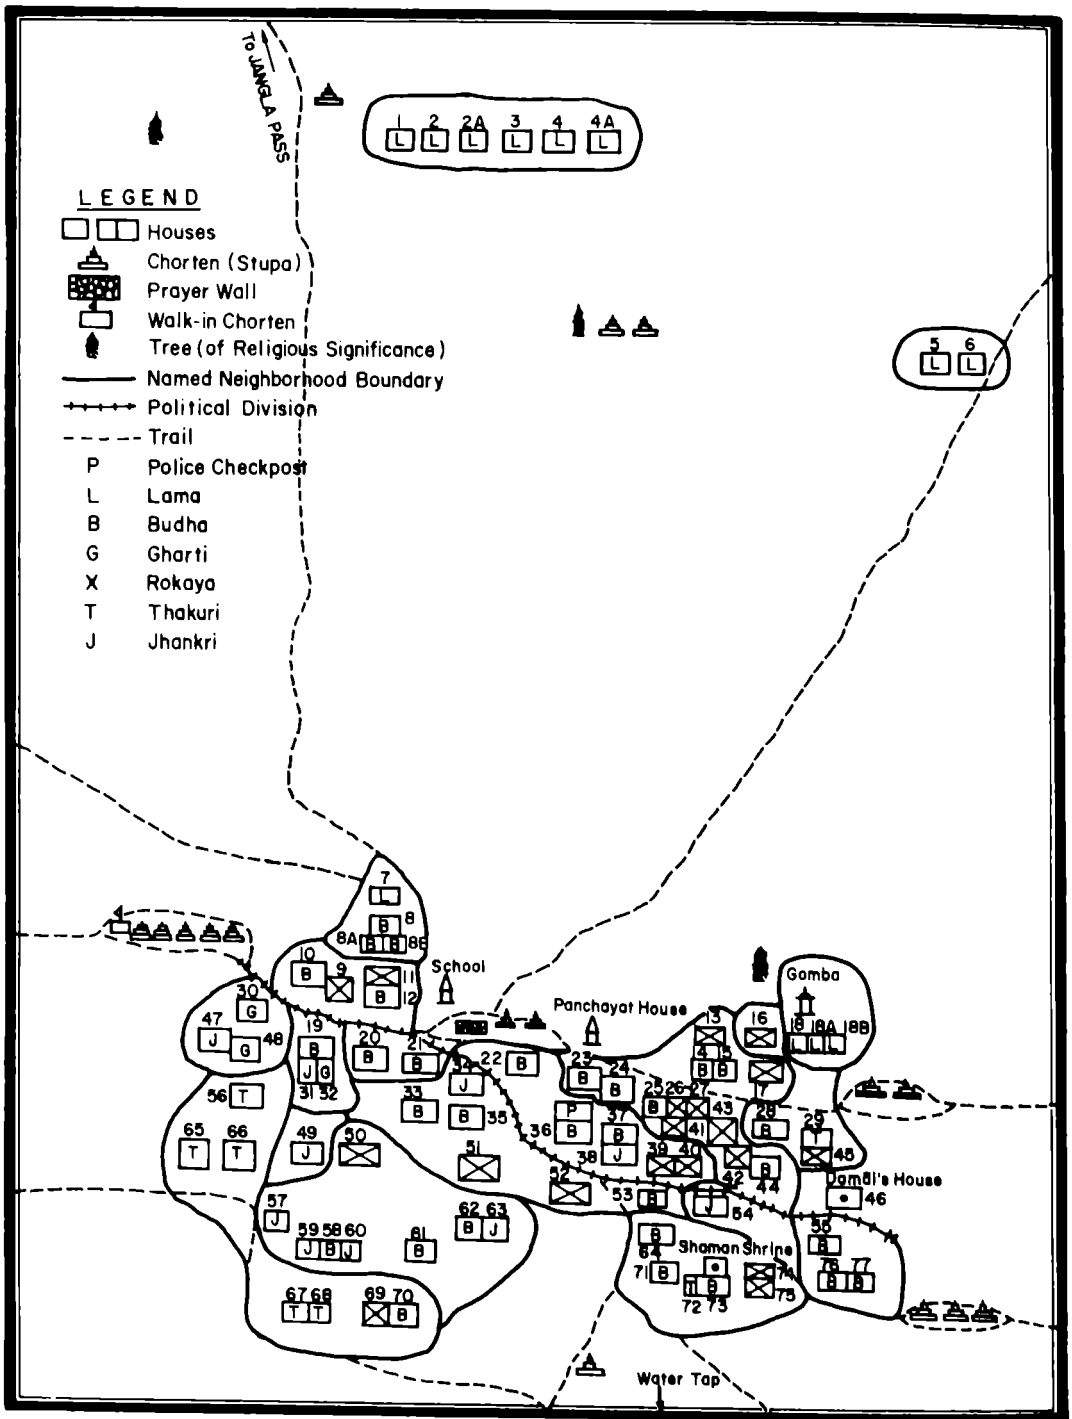 To JANGLA PASS
1 2 2A 3 4 4A
L L L L L L
LEGEND
Houses
Chorten (Stupa)
Prayer Wall
Walk-in Chorten
Tree (of Religious Significance)
Named Neighborhood Boundary
Political Division
Trail
P Police Checkpost
L Lama
B Budha
G Gharti
X Rokaya
T Thakuri
J Jhankri
5 6
L L
7
L
8
B
8A B B 8B
10 9 11
B
B 12
School
Panchayat House
Gomba
13 16 18 18A 18B
L L L
30
G
47 48
J G
19
B
J G
31 32
20 21 22
B B B
23 24
B B
B B
17
34
J
33
B
B 35
P
36 B
37
B
38 J
25 26 27
B
41 43
39 40
42
B
44
28
B
29
T
45
Damai's House
46
56 T
65 66
T T
49 50
J
51
52
53
B
J 54
57
J
59 58 60
J B J
61
B
62 63
B J
67 68 69 70
T T B
B
64
71 B
Shaman Shrine
T B
72 73
74
75
55
B
76 77
B B
Water Tap